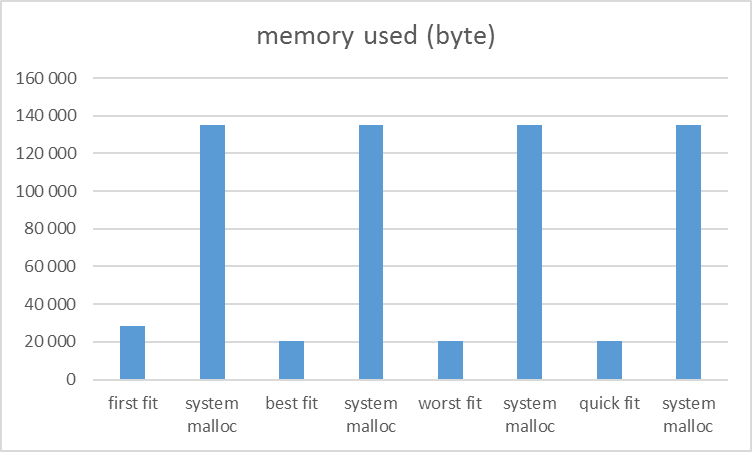 memory used (byte)
160 000
140 000
120 000
100 000
80 000
60 000
40 000
20 000
0
first fit
system
malloc
best fit
system
malloc
worst fit
system
malloc
quick fit
system
malloc